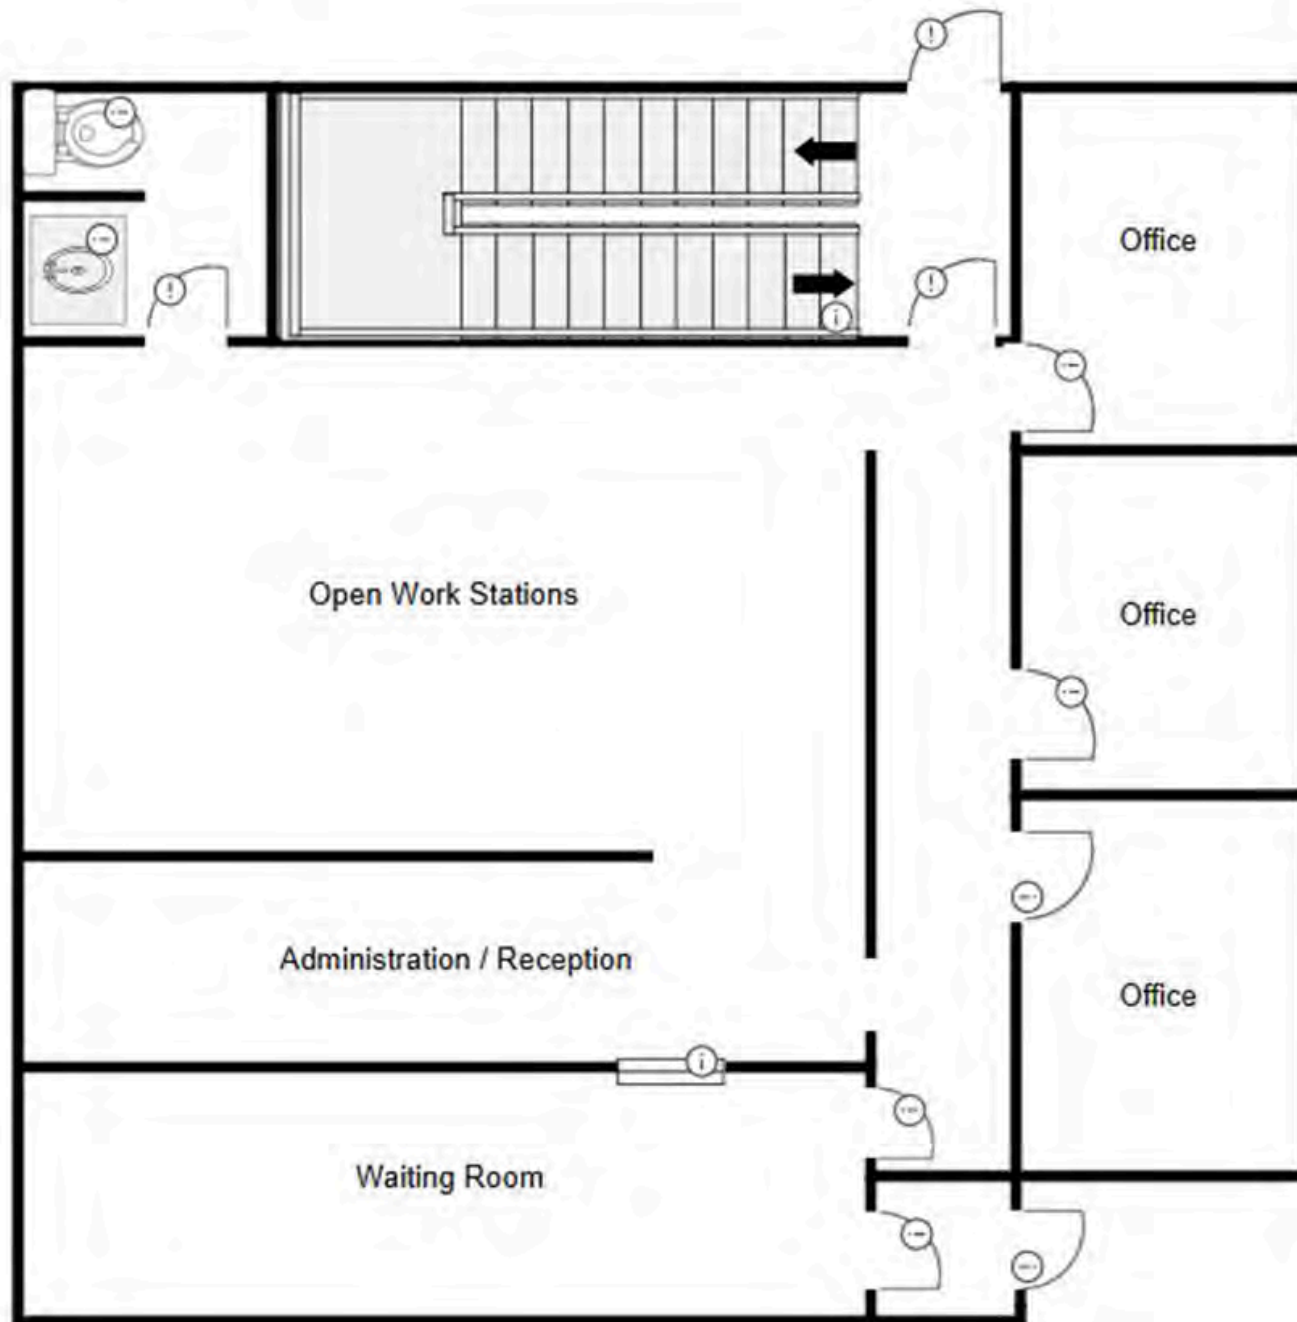 Office
Open Work Stations
Office
Administration / Reception
Office
Waiting Room